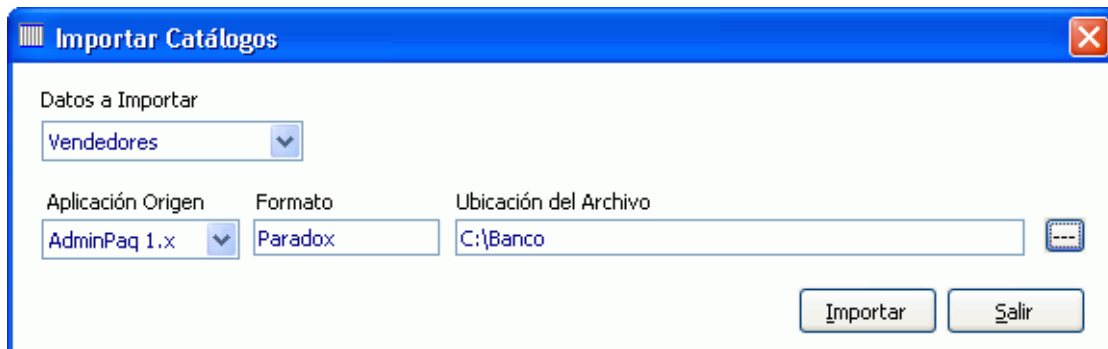 Importar Catálogos
Datos a Importar
Vendedores
Aplicación Origen Formato Ubicación del Archivo
AdminPaq 1.x Paradox C:\Banco ---
Importar Salir